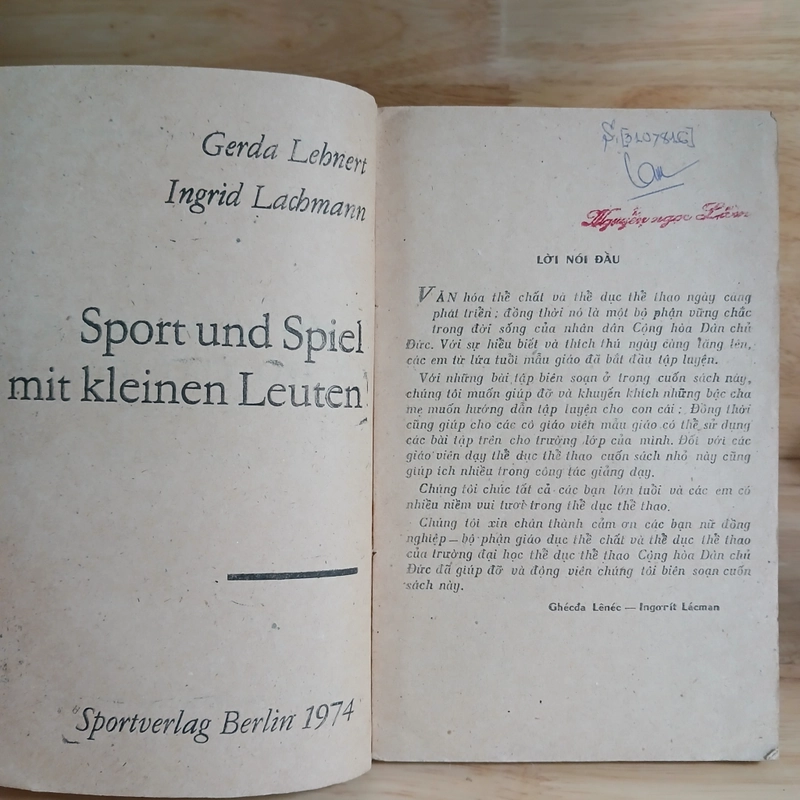 Gerda Lehnert
Ingrid Lachmann
Sport und Spiel
mit kleinen Leuten
Sportverlag Berlin 1974
Nguyễn ngọc
LỜI NÓI ĐẦU
VĂN hóa thể chất và thể dục thể thao ngày càng
phát triển; đồng thời nó là một bộ phận vững chắc
trong đời sống của nhân dân Cộng hòa Dân chủ
Đức. Với sự hiểu biết và thích thú ngày càng tăng lên,
các em từ lứa tuổi mẫu giáo đã bắt đầu tập luyện.
Với những bài tập biên soạn ở trong cuốn sách này,
chúng tôi muốn giúp đỡ và khuyến khích những bậc cha
mẹ muốn hướng dẫn tập luyện cho con cái; Đồng thời
cũng giúp cho các cô giáo viên mẫu giáo có thể sử dụng
các bài tập trên cho trường, lớp của mình. Đối với các
giáo viên dạy thể dục thể thao cuốn sách nhỏ này cũng
giúp ích nhiều trong công tác giảng dạy.
Chúng tôi chúc tất cả các bạn lớn tuổi và các em có
nhiều niềm vui tươi trong thể dục thể thao.
Chúng tôi xin chân thành cảm ơn các bạn nữ đồng
nghiệp — bộ phận giáo dục thể chất và thể dục thể thao
của trường đại học thể dục thể thao Cộng hòa Dân chủ
Đức đã giúp đỡ và động viên chúng tôi biên soạn cuốn
sách này.
Ghécđa Lênéc — Ingơrít Lácman